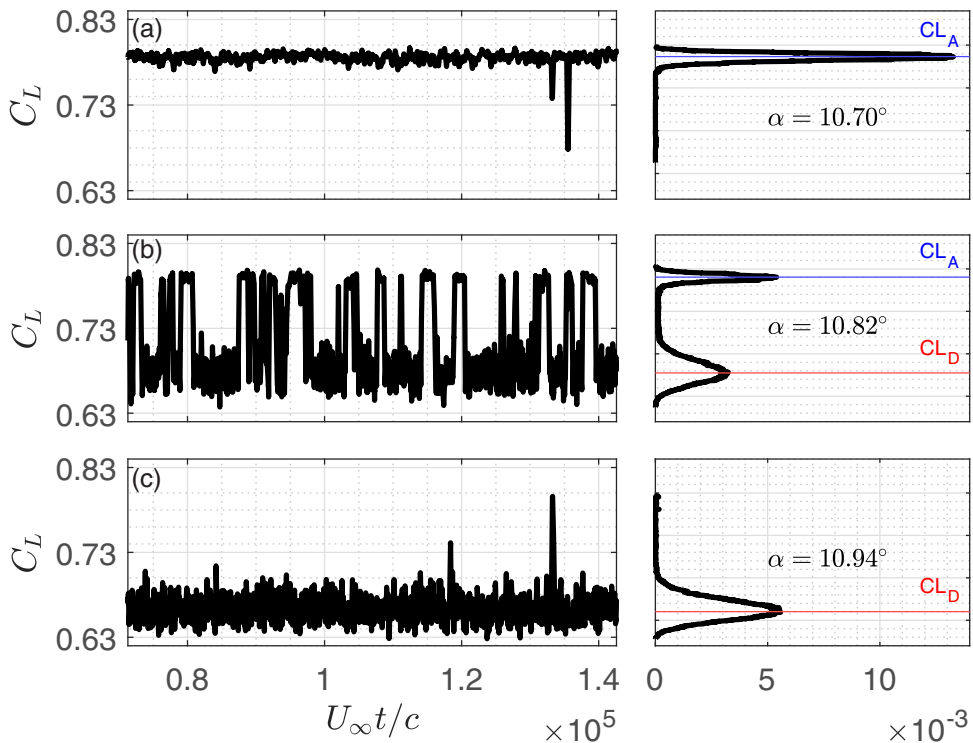 (a)
C_L
0.83
0.73
0.63
CL_A
α = 10.70°
(b)
C_L
0.83
0.73
0.63
CL_A
α = 10.82°
CL_D
(c)
C_L
0.83
0.73
0.63
α = 10.94°
CL_D
0.8 1 1.2 1.4
U_∞t/c
×10^5
0 5 10
×10^-3